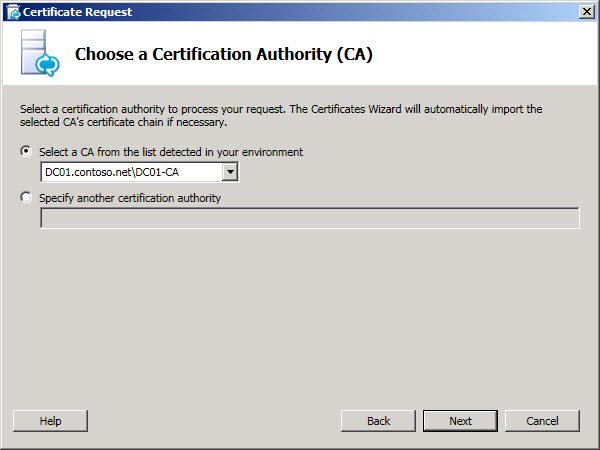 Certificate Request
Choose a Certification Authority (CA)
Select a certification authority to process your request. The Certificates Wizard will automatically import the
selected CA's certificate chain if necessary.
Select a CA from the list detected in your environment
DC01.contoso.net\DC01-CA
Specify another certification authority
Help
Back
Next
Cancel